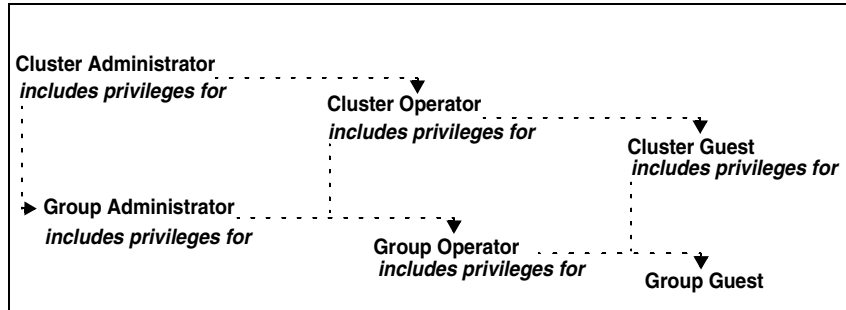 Cluster Administrator
includes privileges for
Cluster Operator
includes privileges for
Cluster Guest
includes privileges for
Group Administrator
includes privileges for
Group Operator
includes privileges for
Group Guest